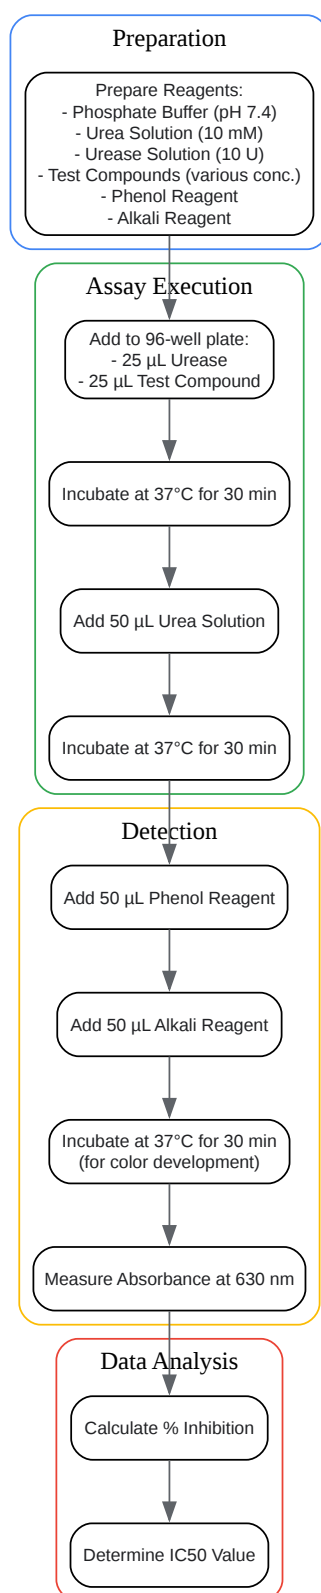 Preparation
Prepare Reagents:
- Phosphate Buffer (pH 7.4)
- Urea Solution (10 mM)
- Urease Solution (10 U)
- Test Compounds (various conc.)
- Phenol Reagent
- Alkali Reagent
Assay Execution
Add to 96-well plate:
- 25 µL Urease
- 25 µL Test Compound
Incubate at 37°C for 30 min
Add 50 µL Urea Solution
Incubate at 37°C for 30 min
Detection
Add 50 µL Phenol Reagent
Add 50 µL Alkali Reagent
Incubate at 37°C for 30 min
(for color development)
Measure Absorbance at 630 nm
Data Analysis
Calculate % Inhibition
Determine IC50 Value